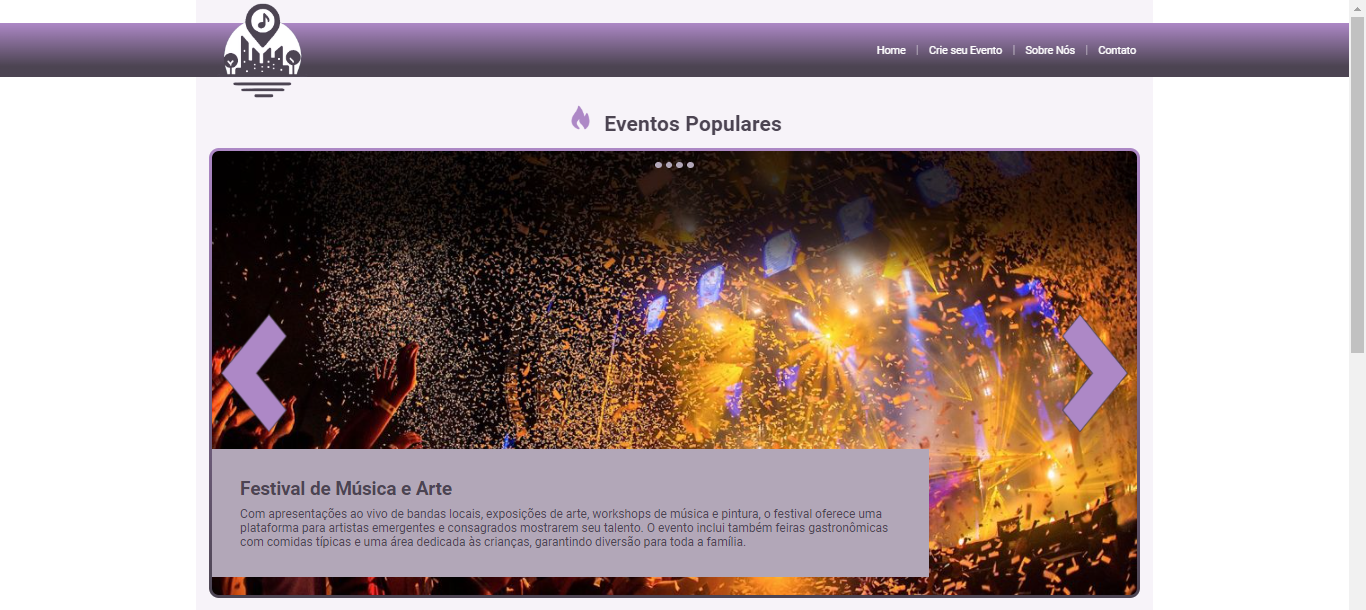 Home | Crie seu Evento | Sobre Nós | Contato
Eventos Populares
Festival de Música e Arte
Com apresentações ao vivo de bandas locais, exposições de arte, workshops de música e pintura, o festival oferece uma
plataforma para artistas emergentes e consagrados mostrarem seu talento. O evento inclui também feiras gastronômicas
com comidas típicas e uma área dedicada às crianças, garantindo diversão para toda a família.